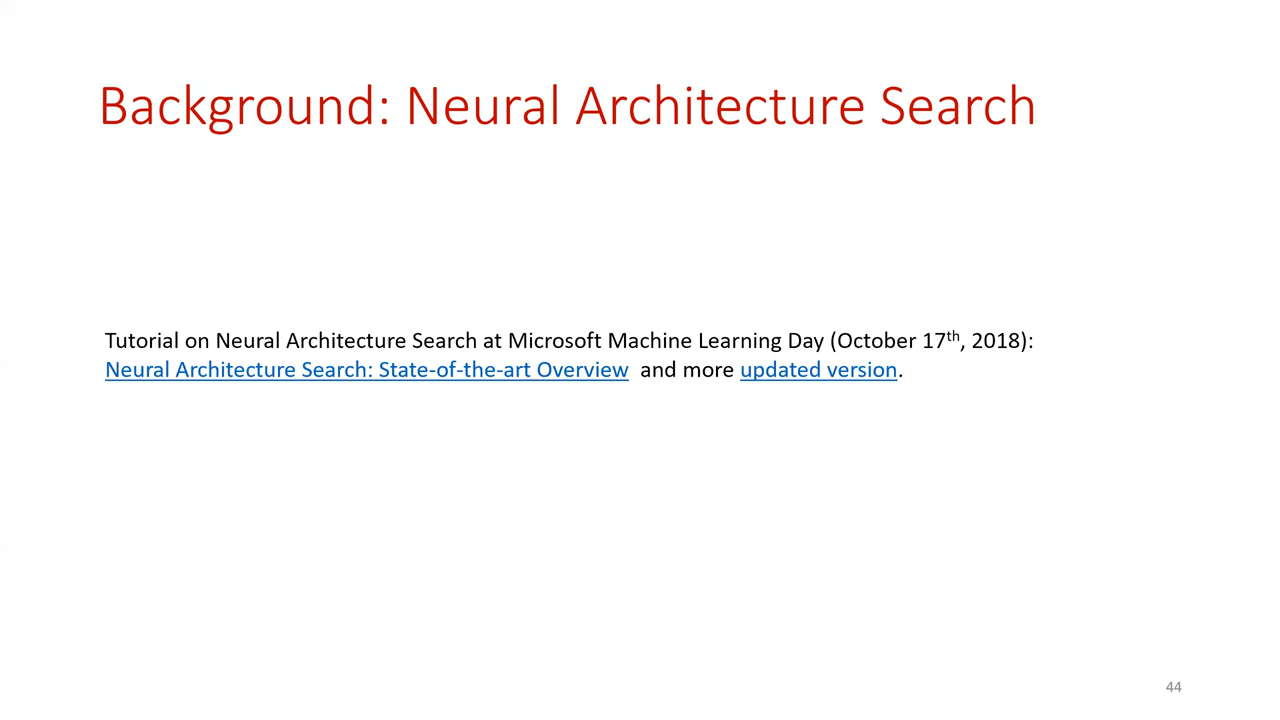 Background: Neural Architecture Search
Tutorial on Neural Architecture Search at Microsoft Machine Learning Day (October 17th, 2018):
Neural Architecture Search: State-of-the-art Overview and more updated version.
44